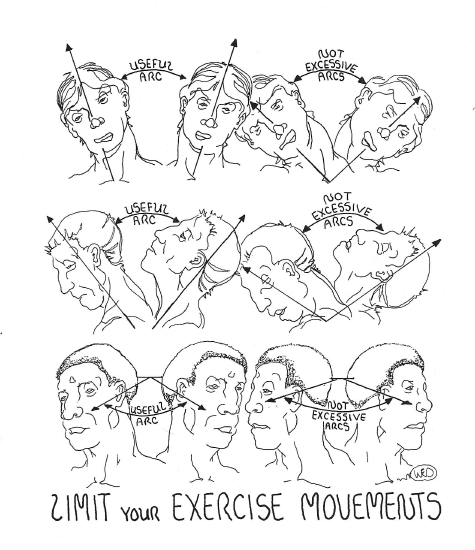 USEFUL
ARC
NOT
EXCESSIVE
ARCS
USEFUL
ARC
NOT
EXCESSIVE
ARCS
USEFUL
ARC
NOT
EXCESSIVE
ARCS
LIMIT YOUR EXERCISE MOVEMENTS